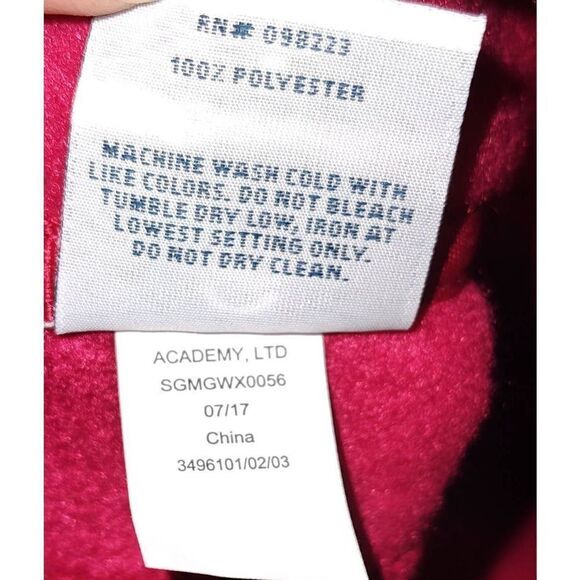 RN# 098223
100% POLYESTER
MACHINE WASH COLD WITH
LIKE COLORS. DO NOT BLEACH
TUMBLE DRY LOW, IRON AT
LOWEST SETTING ONLY.
DO NOT DRY CLEAN.
ACADEMY, LTD
SGMGWX0056
07/17
China
3496101/02/03